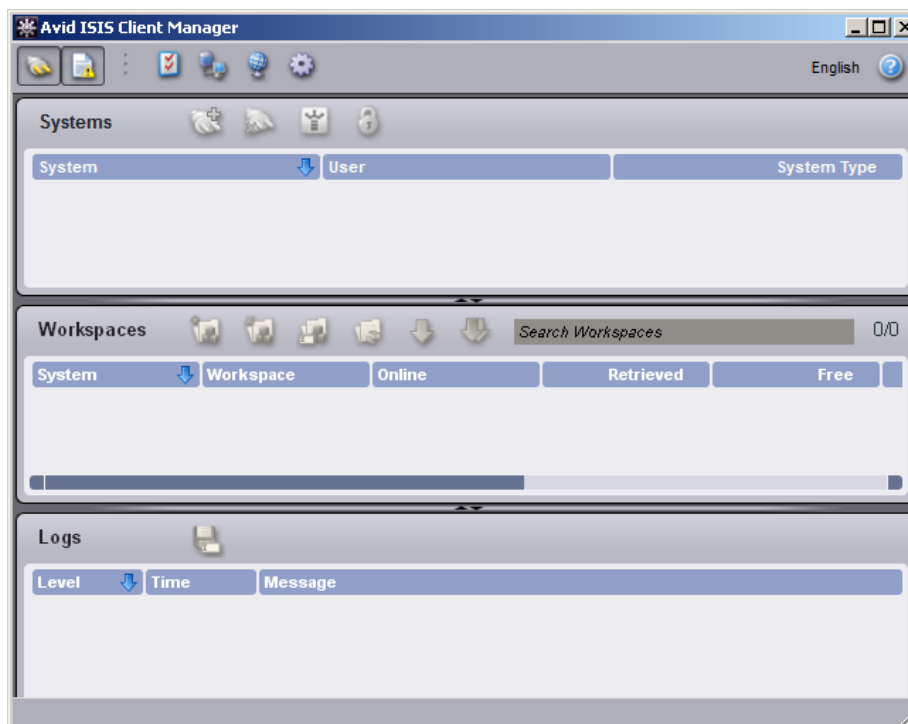 Avid ISIS Client Manager
English
Systems
System User System Type
Workspaces Search Workspaces 0/0
System Workspace Online Retrieved Free
Logs
Level Time Message